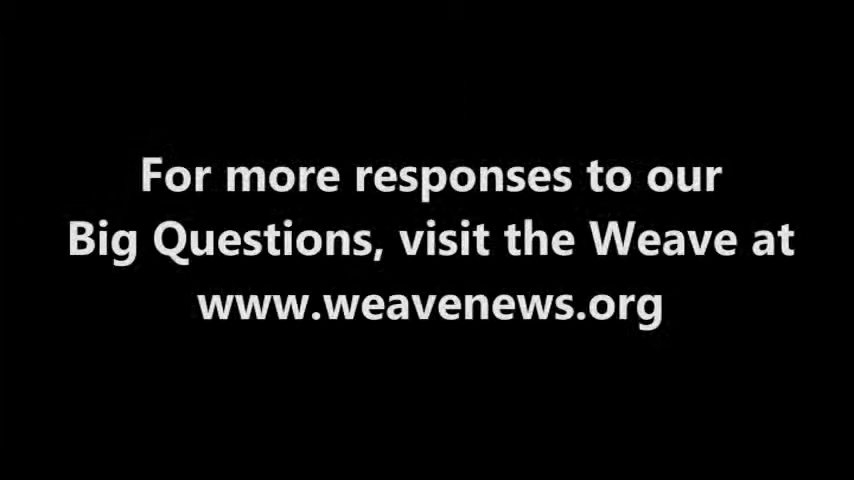 For more responses to our
Big Questions, visit the Weave at
www.weavenews.org